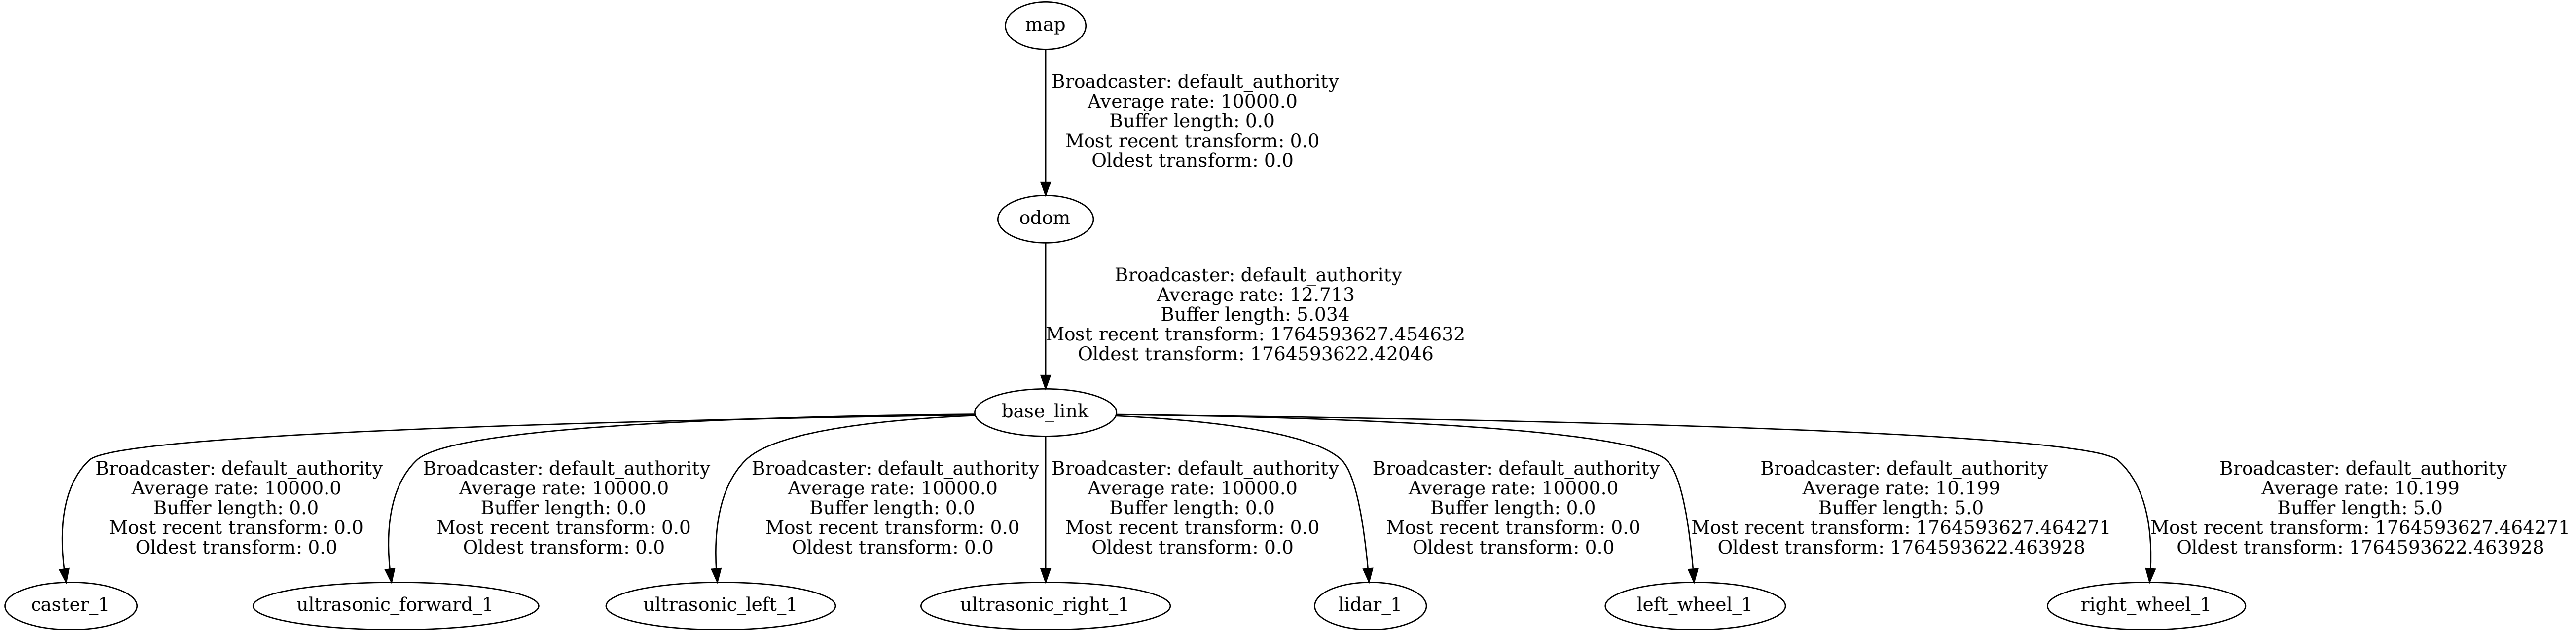 map
Broadcaster: default_authority
Average rate: 10000.0
Buffer length: 0.0
Most recent transform: 0.0
Oldest transform: 0.0
odom
Broadcaster: default_authority
Average rate: 12.713
Buffer length: 5.034
Most recent transform: 1764593627.454632
Oldest transform: 1764593622.42046
base_link
Broadcaster: default_authority
Average rate: 10000.0
Buffer length: 0.0
Most recent transform: 0.0
Oldest transform: 0.0
Broadcaster: default_authority
Average rate: 10000.0
Buffer length: 0.0
Most recent transform: 0.0
Oldest transform: 0.0
Broadcaster: default_authority
Average rate: 10000.0
Buffer length: 0.0
Most recent transform: 0.0
Oldest transform: 0.0
Broadcaster: default_authority
Average rate: 10000.0
Buffer length: 0.0
Most recent transform: 0.0
Oldest transform: 0.0
Broadcaster: default_authority
Average rate: 10000.0
Buffer length: 0.0
Most recent transform: 0.0
Oldest transform: 0.0
Broadcaster: default_authority
Average rate: 10.199
Buffer length: 5.0
Most recent transform: 1764593627.464271
Oldest transform: 1764593622.463928
Broadcaster: default_authority
Average rate: 10.199
Buffer length: 5.0
Most recent transform: 1764593627.464271
Oldest transform: 1764593622.463928
caster_1
ultrasonic_forward_1
ultrasonic_left_1
ultrasonic_right_1
lidar_1
left_wheel_1
right_wheel_1